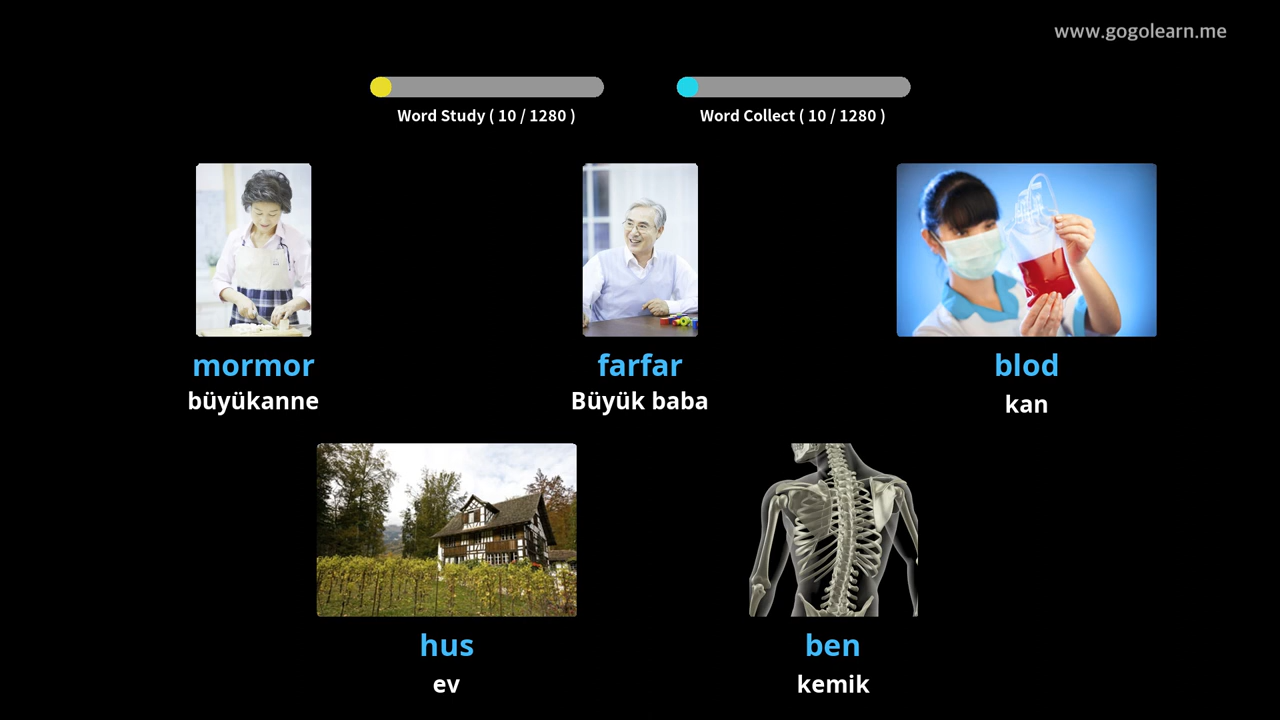 www.gogolearn.me
Word Study ( 10 / 1280 )
Word Collect ( 10 / 1280 )
mormor
büyükanne
farfar
Büyük baba
blod
kan
hus
ev
ben
kemik